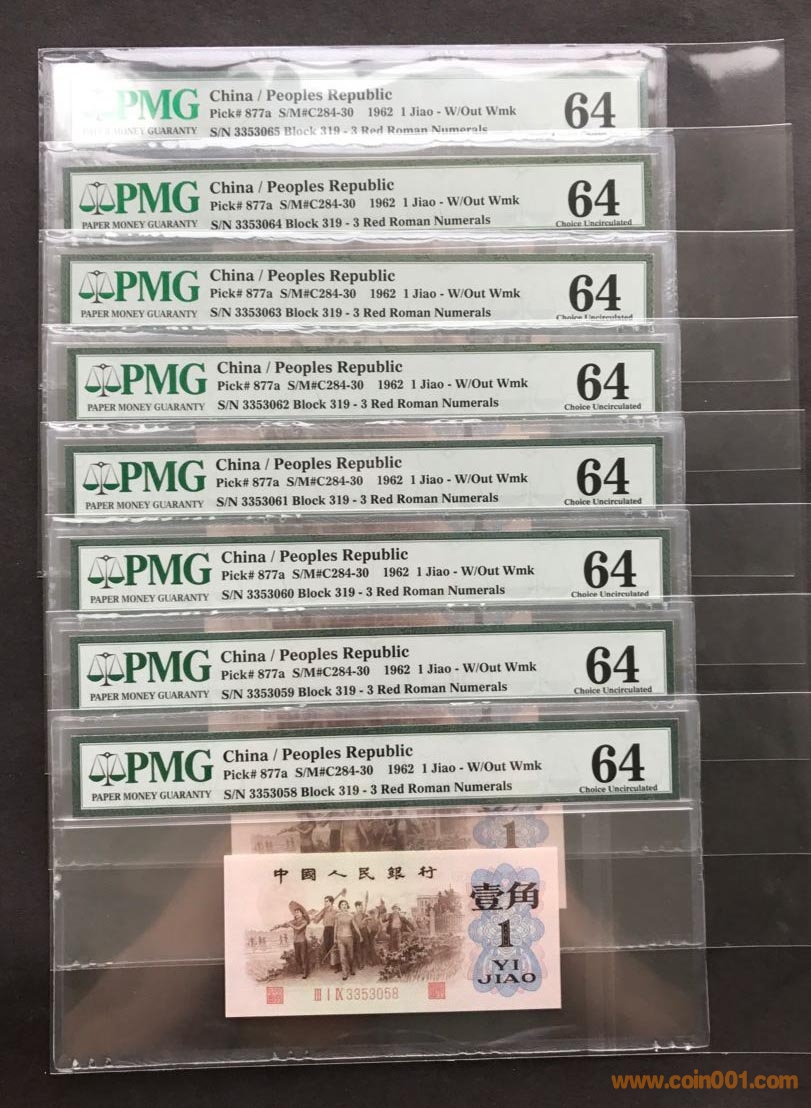 PMG
PAPER MONEY GUARANTY
China / Peoples Republic
Pick# 877a S/M#C284-30 1962 1 Jiao - W/Out Wmk
S/N 3353065 Block 319 - 3 Red Roman Numerals
64
PMG
PAPER MONEY GUARANTY
China / Peoples Republic
Pick# 877a S/M#C284-30 1962 1 Jiao - W/Out Wmk
S/N 3353064 Block 319 - 3 Red Roman Numerals
64
Choice Uncirculated
PMG
PAPER MONEY GUARANTY
China / Peoples Republic
Pick# 877a S/M#C284-30 1962 1 Jiao - W/Out Wmk
S/N 3353063 Block 319 - 3 Red Roman Numerals
64
Choice Uncirculated
PMG
PAPER MONEY GUARANTY
China / Peoples Republic
Pick# 877a S/M#C284-30 1962 1 Jiao - W/Out Wmk
S/N 3353062 Block 319 - 3 Red Roman Numerals
64
Choice Uncirculated
PMG
PAPER MONEY GUARANTY
China / Peoples Republic
Pick# 877a S/M#C284-30 1962 1 Jiao - W/Out Wmk
S/N 3353061 Block 319 - 3 Red Roman Numerals
64
Choice Uncirculated
PMG
PAPER MONEY GUARANTY
China / Peoples Republic
Pick# 877a S/M#C284-30 1962 1 Jiao - W/Out Wmk
S/N 3353060 Block 319 - 3 Red Roman Numerals
64
Choice Uncirculated
PMG
PAPER MONEY GUARANTY
China / Peoples Republic
Pick# 877a S/M#C284-30 1962 1 Jiao - W/Out Wmk
S/N 3353059 Block 319 - 3 Red Roman Numerals
64
Choice Uncirculated
PMG
PAPER MONEY GUARANTY
China / Peoples Republic
Pick# 877a S/M#C284-30 1962 1 Jiao - W/Out Wmk
S/N 3353058 Block 319 - 3 Red Roman Numerals
64
Choice Uncirculated
1
中國人民銀行
壹角
1
YI
JIAO
III I IX 3353058
www.coin001.com